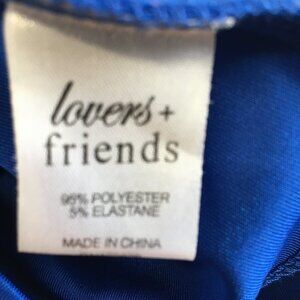 lovers +
friends
95% POLYESTER
5% ELASTANE
MADE IN CHINA